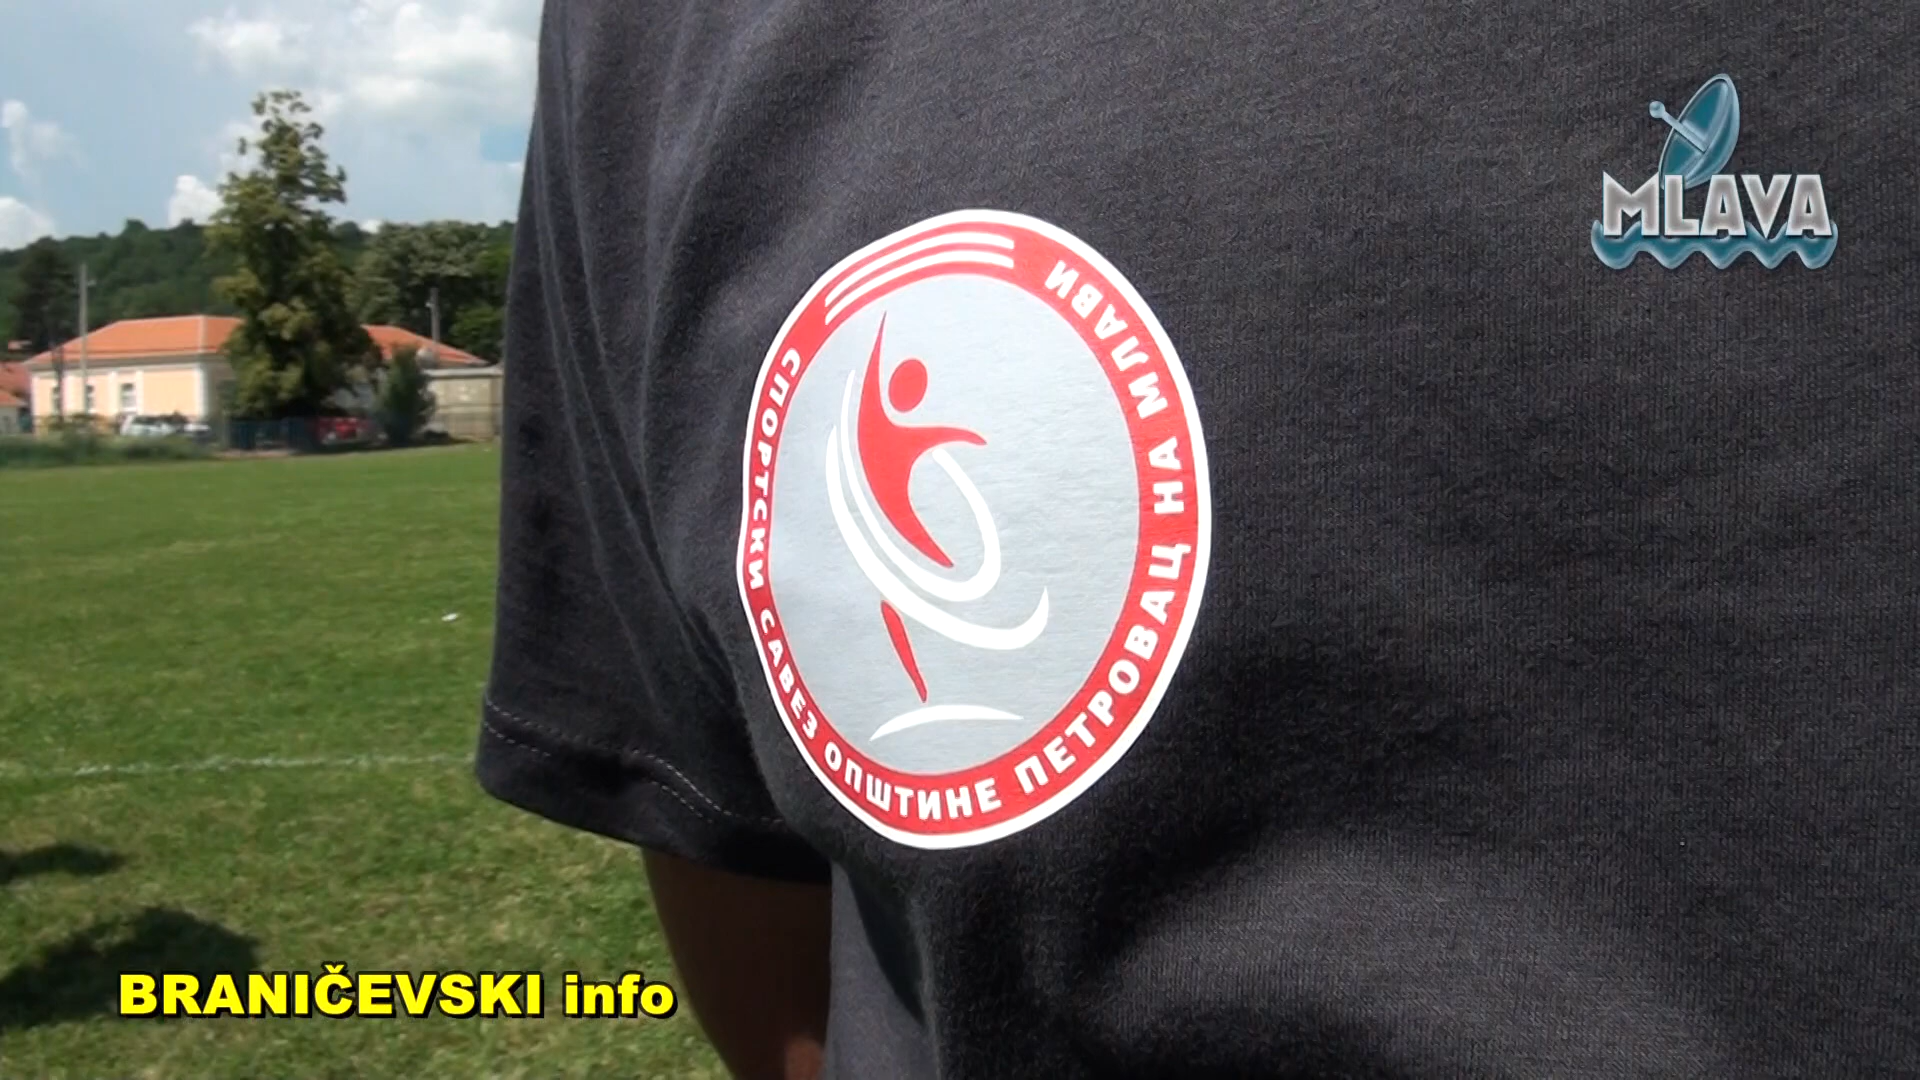 MLAVA
СПОРТСКИ САВЕЗ ОПШТИНЕ ПЕТРОВАЦ НА МЛАВИ
BRANIČEVSKI info